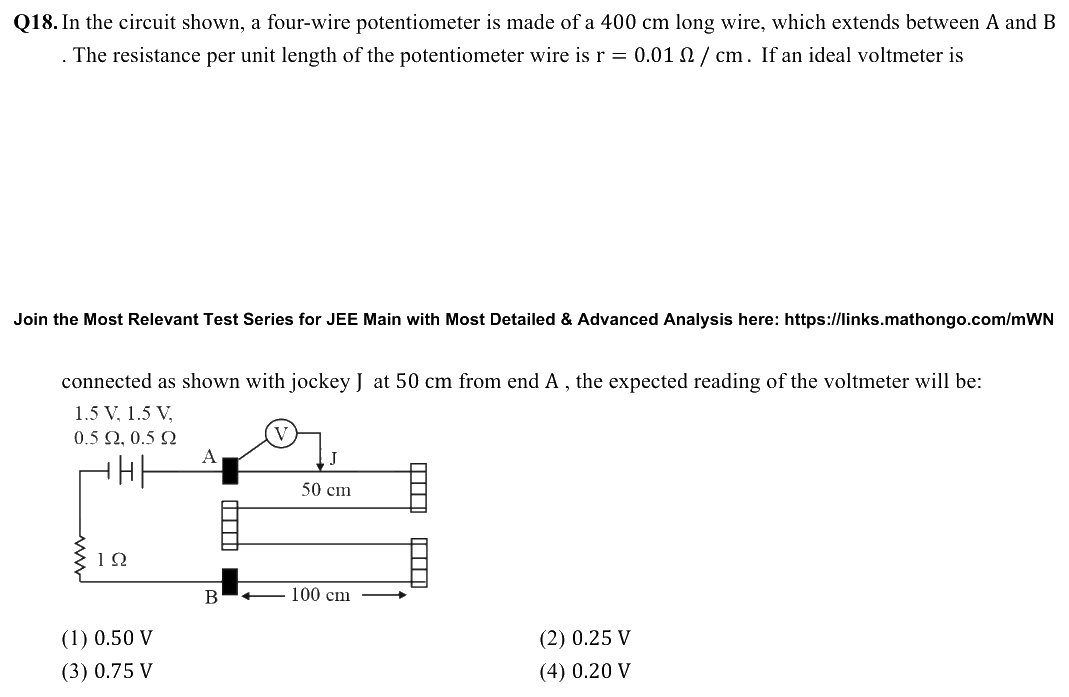 Q18. In the circuit shown, a four-wire potentiometer is made of a 400 cm long wire, which extends between A and B
. The resistance per unit length of the potentiometer wire is r = 0.01 Ω / cm. If an ideal voltmeter is
Join the Most Relevant Test Series for JEE Main with Most Detailed & Advanced Analysis here: https://links.mathongo.com/mWN
connected as shown with jockey J at 50 cm from end A , the expected reading of the voltmeter will be:
1.5 V, 1.5 V,
0.5 Ω, 0.5 Ω
V
A
J
50 cm
1 Ω
B
100 cm
(1) 0.50 V
(2) 0.25 V
(3) 0.75 V
(4) 0.20 V